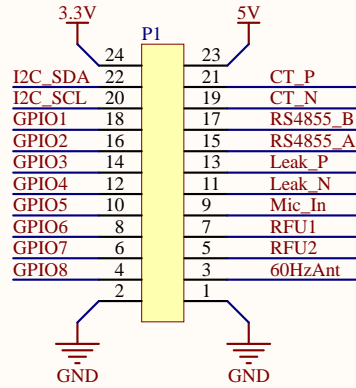 3.3V 5V
P1
24 23
I2C_SDA 22 21 CT_P
I2C_SCL 20 19 CT_N
GPIO1 18 17 RS4855_B
GPIO2 16 15 RS4855_A
GPIO3 14 13 Leak_P
GPIO4 12 11 Leak_N
GPIO5 10 9 Mic_In
GPIO6 8 7 RFU1
GPIO7 6 5 RFU2
GPIO8 4 3 60HzAnt
2 1
GND GND